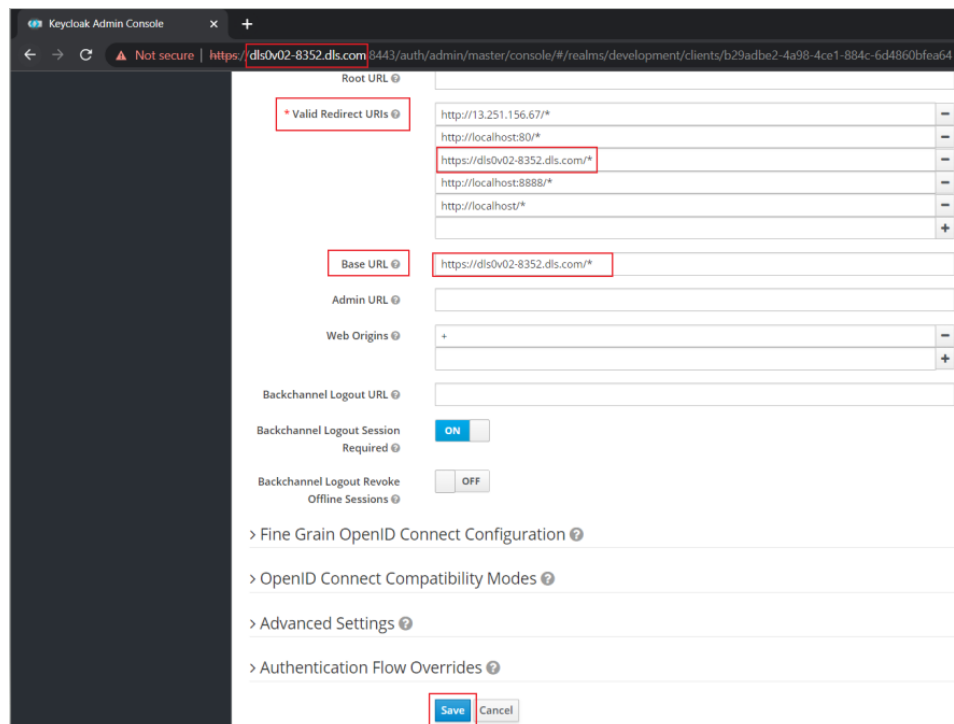 Keycloak Admin Console
Not secure | https://dls0v02-8352.dls.com:8443/auth/admin/master/console/#/realms/development/clients/b29adbe2-4a98-4ce1-884c-6d4860bfea64
Root URL
* Valid Redirect URIs
http://13.251.156.67/*
http://localhost:80/*
https://dls0v02-8352.dls.com/*
http://localhost:8888/*
http://localhost/*
Base URL
https://dls0v02-8352.dls.com/*
Admin URL
Web Origins
+
Backchannel Logout URL
Backchannel Logout Session
Required
ON
Backchannel Logout Revoke
Offline Sessions
OFF
Fine Grain OpenID Connect Configuration
OpenID Connect Compatibility Modes
Advanced Settings
Authentication Flow Overrides
Save Cancel